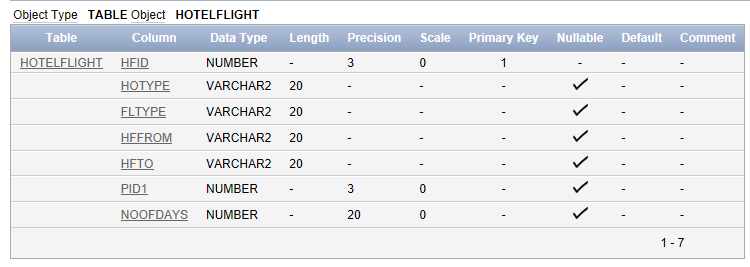 Object Type TABLE Object HOTELFLIGHT
Table Column Data Type Length Precision Scale Primary Key Nullable Default Comment
HOTELFLIGHT HFID NUMBER - 3 0 1 - - -
HOTYPE VARCHAR2 20 - - - ✓ - -
FLTYPE VARCHAR2 20 - - - ✓ - -
HFFROM VARCHAR2 20 - - - ✓ - -
HFTO VARCHAR2 20 - - - ✓ - -
PID1 NUMBER - 3 0 - ✓ - -
NOOFDAYS NUMBER - 20 0 - ✓ - -
1 - 7